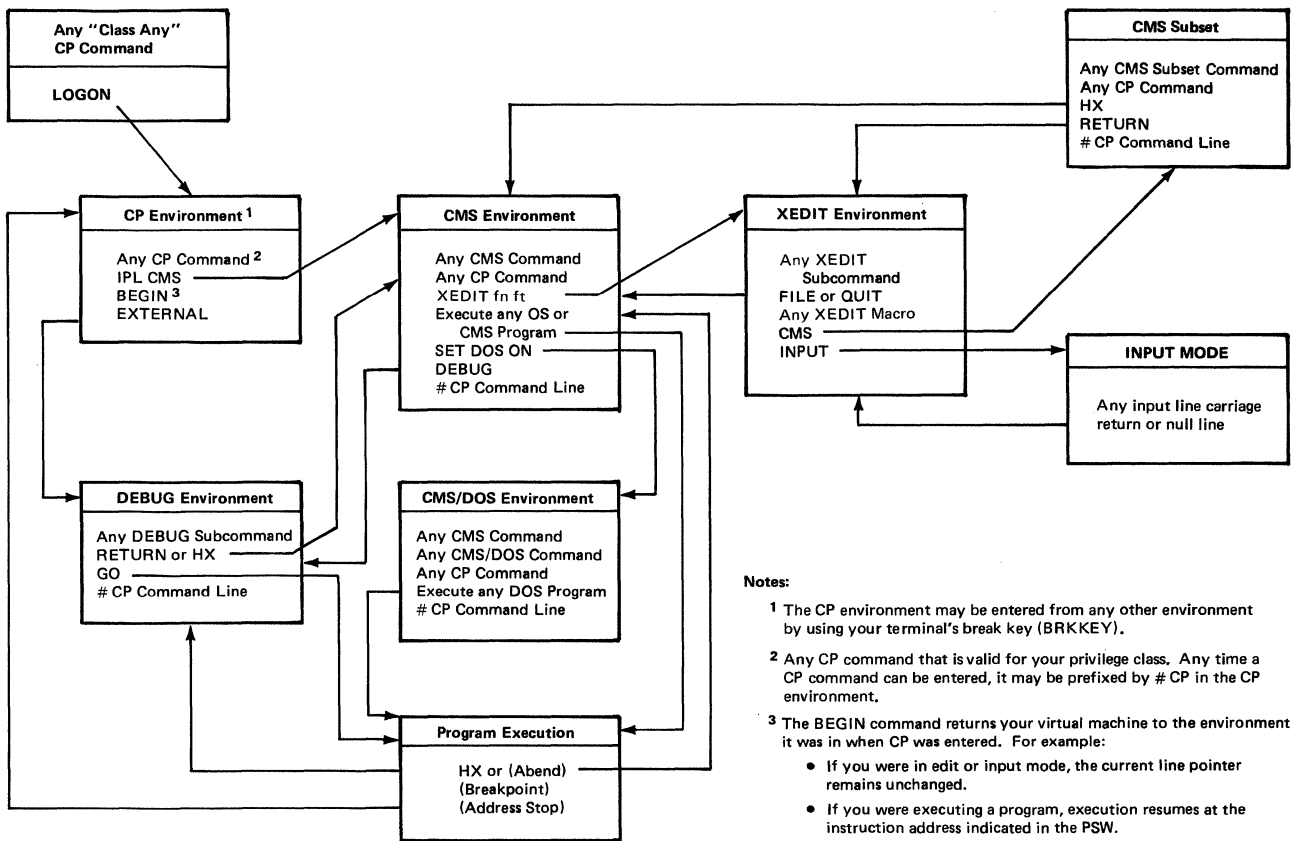 Any "Class Any"
CP Command
LOGON
CMS Subset
Any CMS Subset Command
Any CP Command
HX
RETURN
# CP Command Line
CP Environment 1
Any CP Command 2
IPL CMS
BEGIN 3
EXTERNAL
CMS Environment
Any CMS Command
Any CP Command
XEDIT fn ft
Execute any OS or
CMS Program
SET DOS ON
DEBUG
# CP Command Line
XEDIT Environment
Any XEDIT
Subcommand
FILE or QUIT
Any XEDIT Macro
CMS
INPUT
INPUT MODE
Any input line carriage
return or null line
DEBUG Environment
Any DEBUG Subcommand
RETURN or HX
GO
# CP Command Line
CMS/DOS Environment
Any CMS Command
Any CMS/DOS Command
Any CP Command
Execute any DOS Program
# CP Command Line
Program Execution
HX or (Abend)
(Breakpoint)
(Address Stop)
Notes:
1 The CP environment may be entered from any other environment
by using your terminal's break key (BRKKEY).
2 Any CP command that is valid for your privilege class. Any time a
CP command can be entered, it may be prefixed by # CP in the CP
environment.
3 The BEGIN command returns your virtual machine to the environment
it was in when CP was entered. For example:
• If you were in edit or input mode, the current line pointer
remains unchanged.
• If you were executing a program, execution resumes at the
instruction address indicated in the PSW.